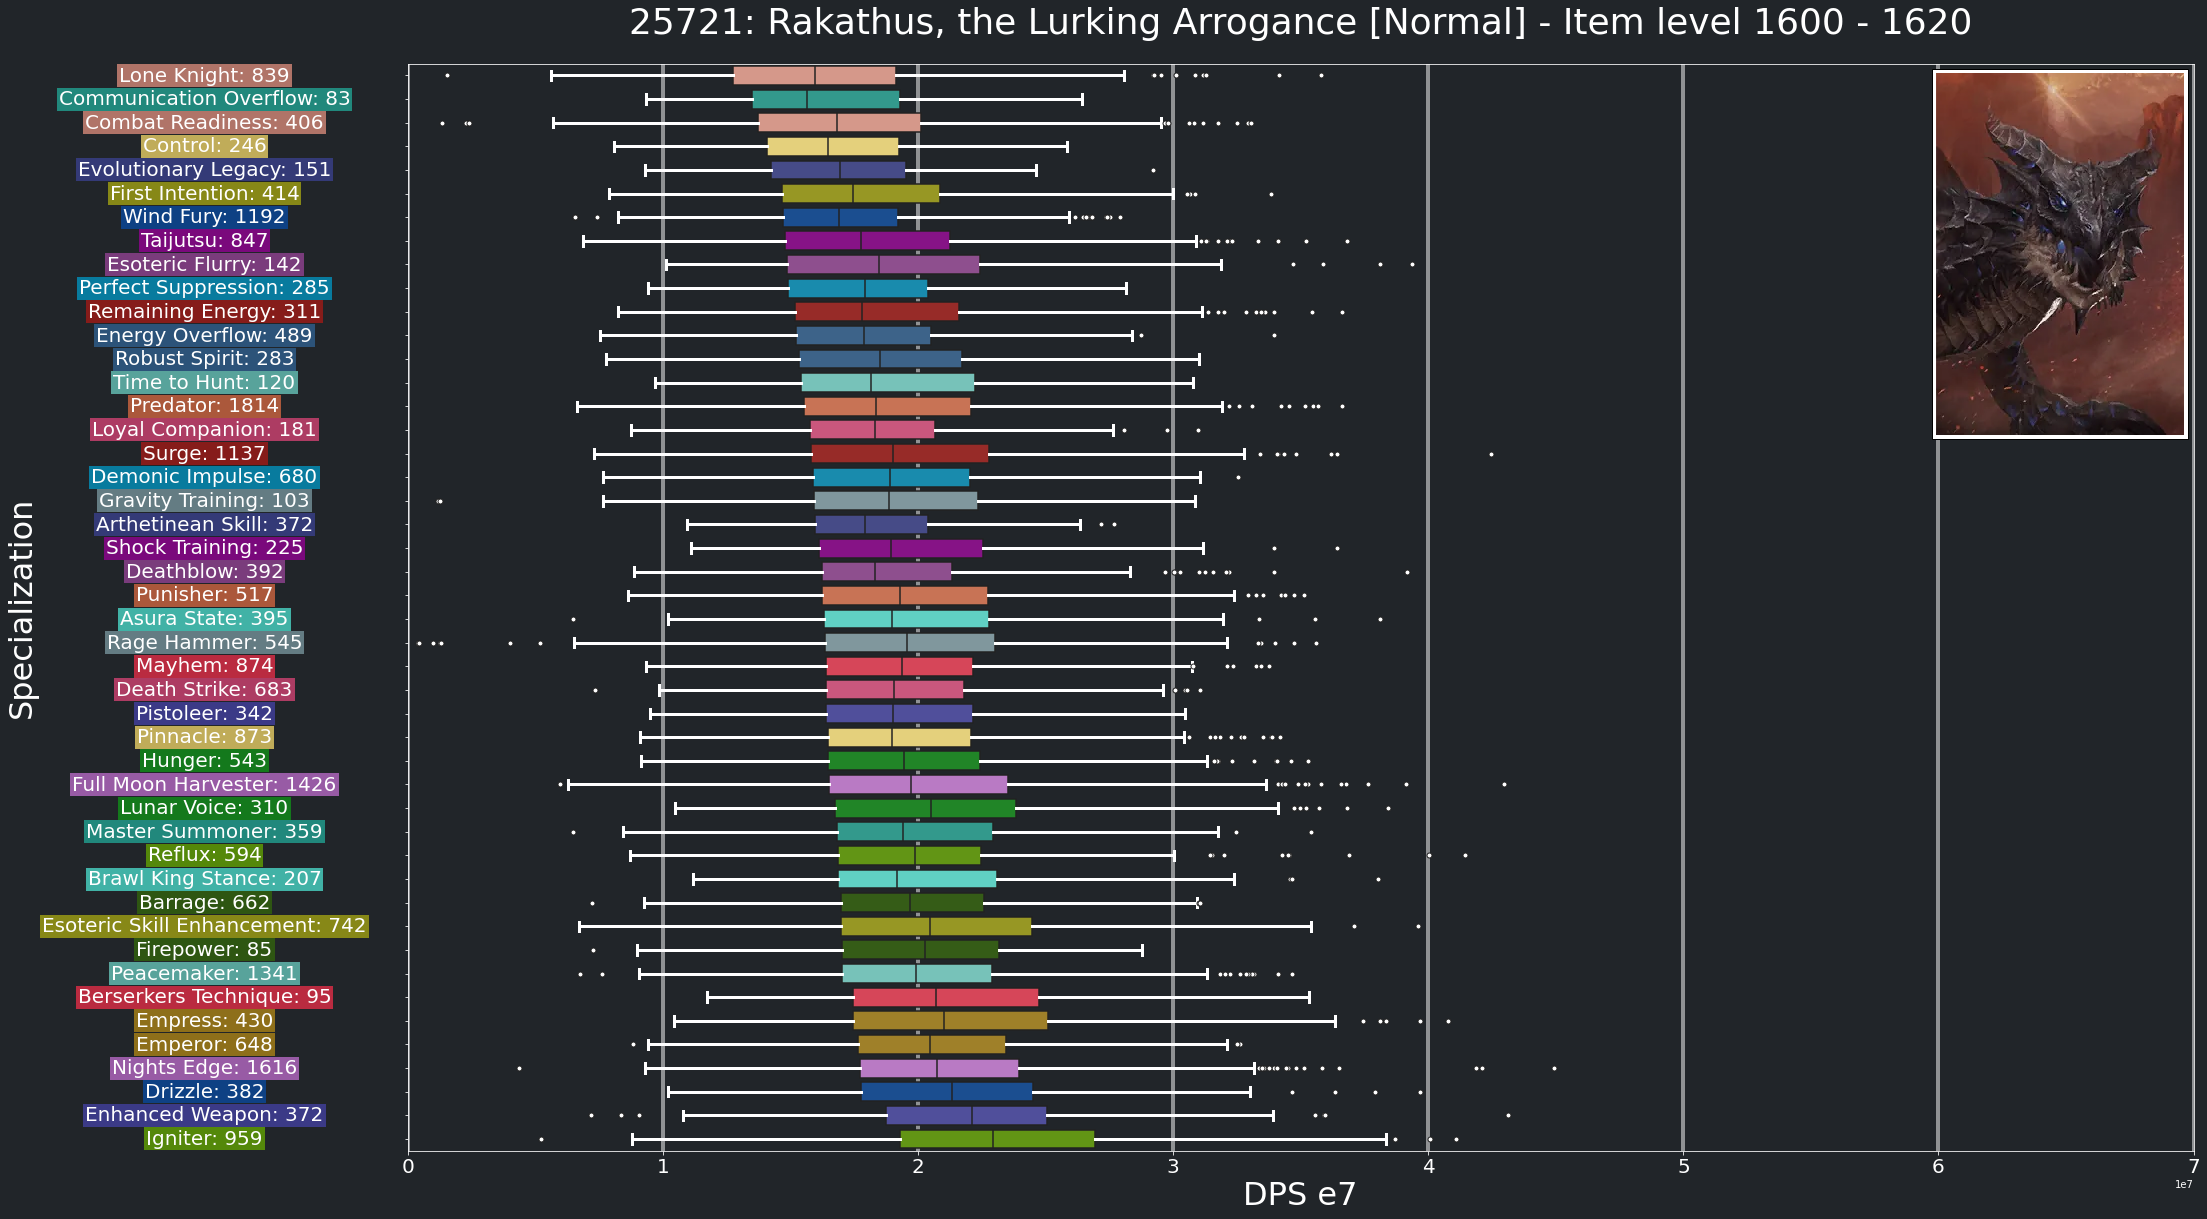 25721: Rakathus, the Lurking Arrogance [Normal] - Item level 1600 - 1620
Specialization
Lone Knight: 839
Communication Overflow: 83
Combat Readiness: 406
Control: 246
Evolutionary Legacy: 151
First Intention: 414
Wind Fury: 1192
Taijutsu: 847
Esoteric Flurry: 142
Perfect Suppression: 285
Remaining Energy: 311
Energy Overflow: 489
Robust Spirit: 283
Time to Hunt: 120
Predator: 1814
Loyal Companion: 181
Surge: 1137
Demonic Impulse: 680
Gravity Training: 103
Arthetinean Skill: 372
Shock Training: 225
Deathblow: 392
Punisher: 517
Asura State: 395
Rage Hammer: 545
Mayhem: 874
Death Strike: 683
Pistoleer: 342
Pinnacle: 873
Hunger: 543
Full Moon Harvester: 1426
Lunar Voice: 310
Master Summoner: 359
Reflux: 594
Brawl King Stance: 207
Barrage: 662
Esoteric Skill Enhancement: 742
Firepower: 85
Peacemaker: 1341
Berserkers Technique: 95
Empress: 430
Emperor: 648
Nights Edge: 1616
Drizzle: 382
Enhanced Weapon: 372
Igniter: 959
0 1 2 3 4 5 6 7
1e7
DPS e7